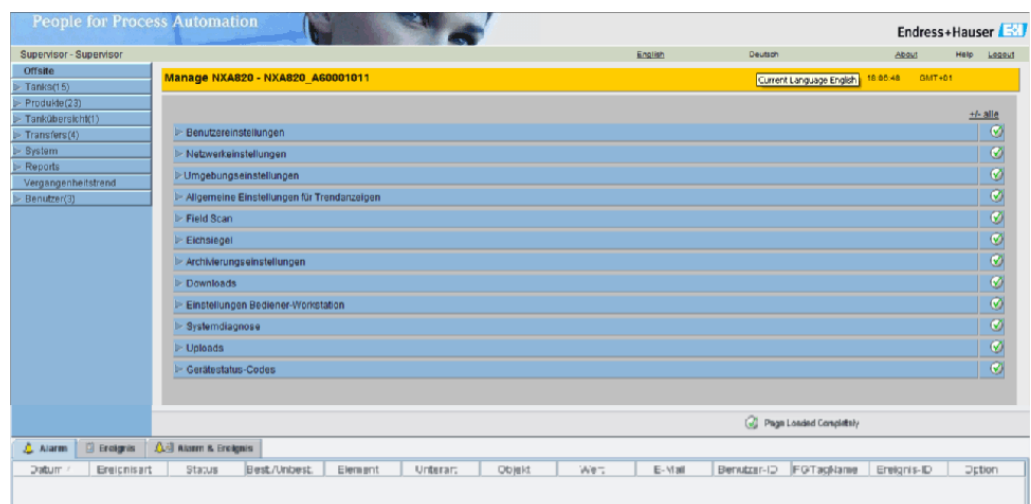 People for Process Automation
Endress+Hauser EH
Supervisor - Supervisor English Deutsch About Help Logout
Offsite
Tanks(15)
Produkte(23)
Tankübersicht(1)
Transfers(4)
System
Reports
Vergangenheitstrend
Benutzer(3)
Manage NXA820 - NXA820_A60001011 Current Language English GMT+01
+/- alle
Benutzereinstellungen
Netzwerkeinstellungen
Umgebungseinstellungen
Allgemeine Einstellungen für Trendanzeigen
Field Scan
Eichsiegel
Archivierungseinstellungen
Downloads
Einstellungen Bediener-Workstation
Systemdiagnose
Uploads
Gerätestatus-Codes
Page Loaded Completely
Alarm Ereignis Alarm & Ereignis
Datum Ereignisart Status Best./Unbest. Element Unterart Objekt Wert E-Mail Benutzer-ID FGTagName Ereignis-ID Option